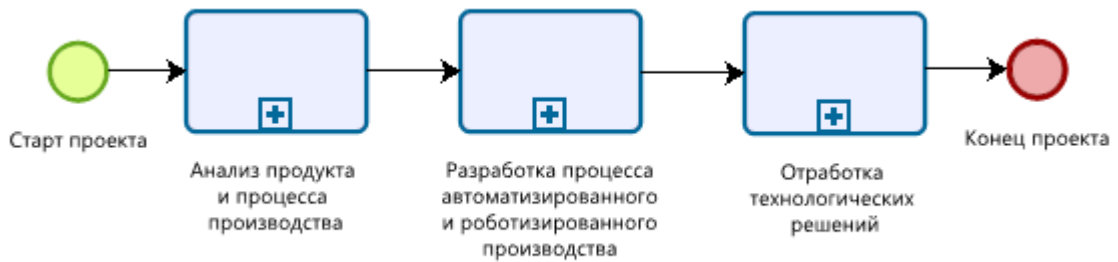 Старт проекта
Анализ продукта
и процесса
производства
Разработка процесса
автоматизированного
и роботизированного
производства
Отработка
технологических
решений
Конец проекта